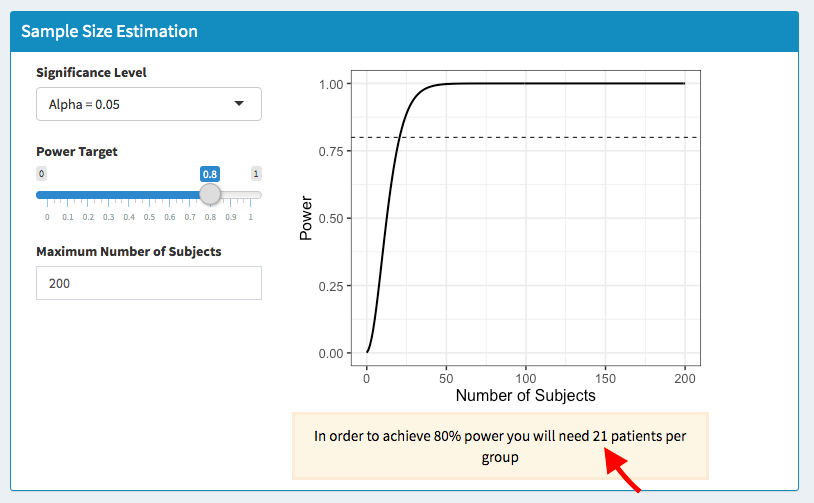 Sample Size Estimation
Significance Level
Alpha = 0.05
Power Target
0
0.8
1
0 0.1 0.2 0.3 0.4 0.5 0.6 0.7 0.8 0.9 1
Maximum Number of Subjects
200
Power
1.00
0.75
0.50
0.25
0.00
0 50 100 150 200
Number of Subjects
In order to achieve 80% power you will need 21 patients per
group